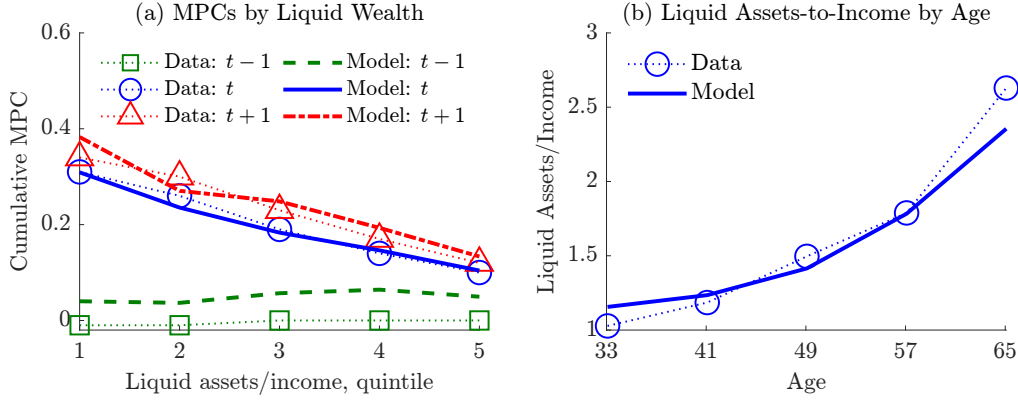 (a) MPCs by Liquid Wealth
0.6
0.4
0.2
0
Cumulative MPC
Data: t − 1
Data: t
Data: t + 1
Model: t − 1
Model: t
Model: t + 1
1 2 3 4 5
Liquid assets/income, quintile
(b) Liquid Assets-to-Income by Age
3
2.5
2
1.5
1
Liquid Assets/Income
Data
Model
33 41 49 57 65
Age